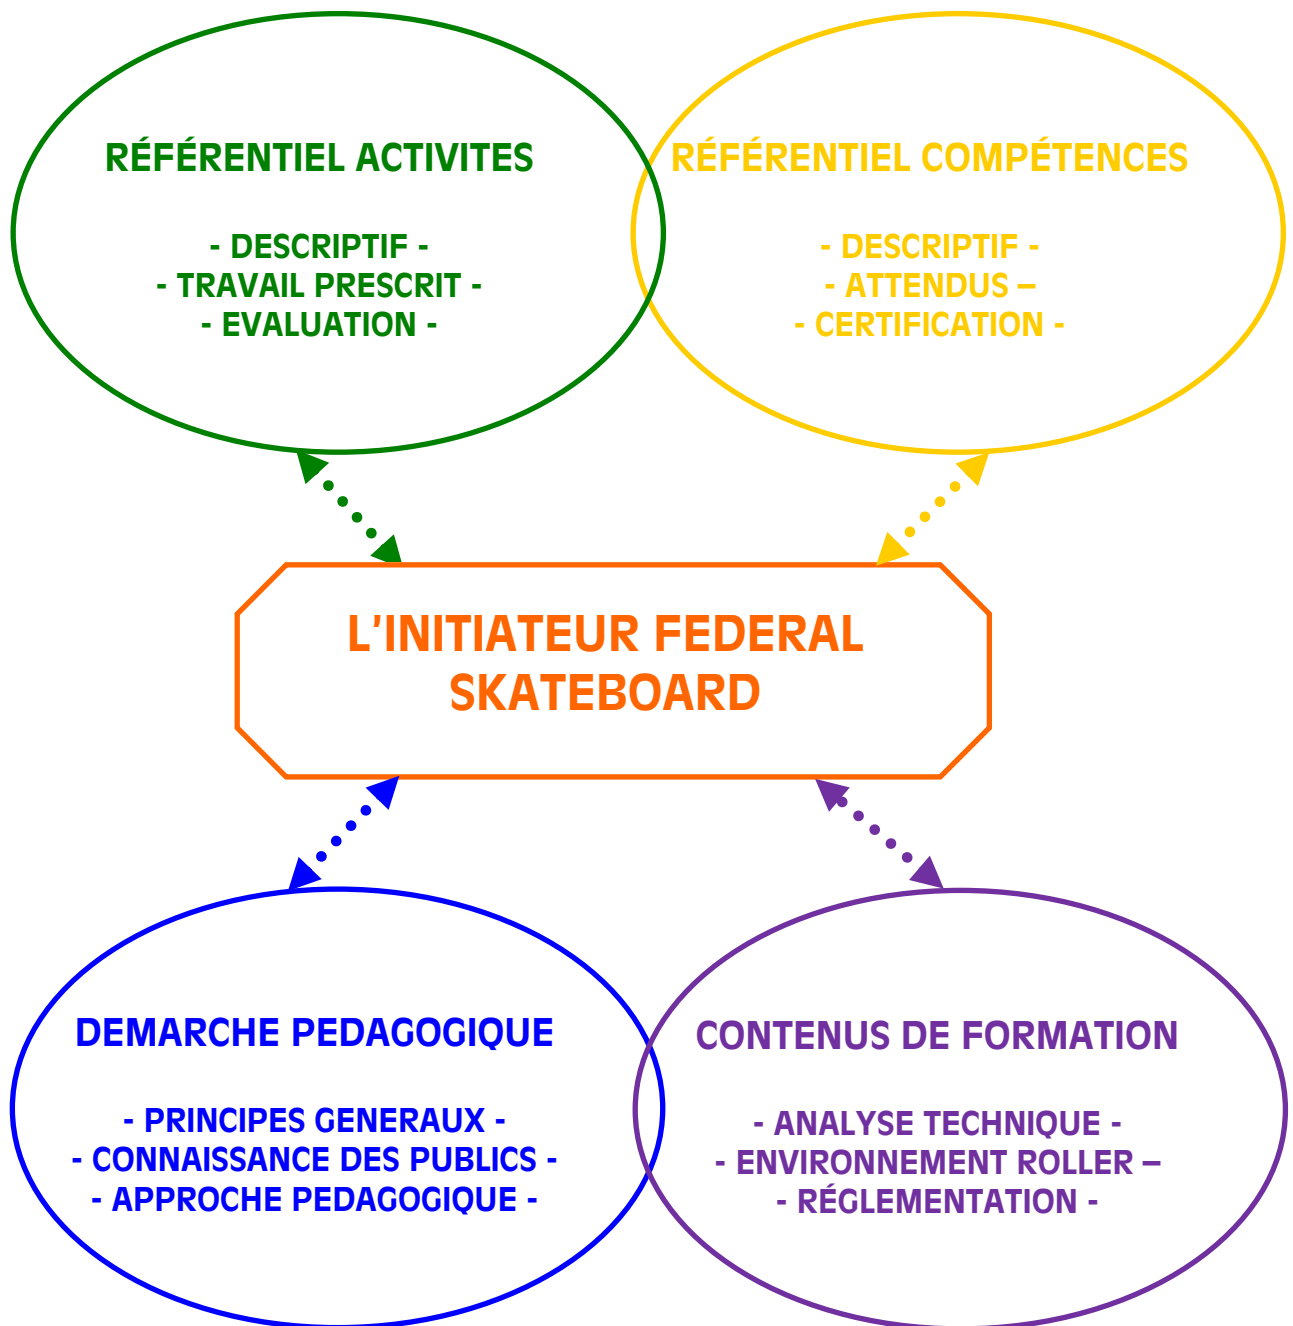 RÉFÉRENTIEL ACTIVITES
- DESCRIPTIF -
- TRAVAIL PRESCRIT -
- EVALUATION -
RÉFÉRENTIEL COMPÉTENCES
- DESCRIPTIF -
- ATTENDUS –
- CERTIFICATION -
L'INITIATEUR FEDERAL
SKATEBOARD
DEMARCHE PEDAGOGIQUE
- PRINCIPES GENERAUX -
- CONNAISSANCE DES PUBLICS -
- APPROCHE PEDAGOGIQUE -
CONTENUS DE FORMATION
- ANALYSE TECHNIQUE -
- ENVIRONNEMENT ROLLER –
- RÉGLEMENTATION -